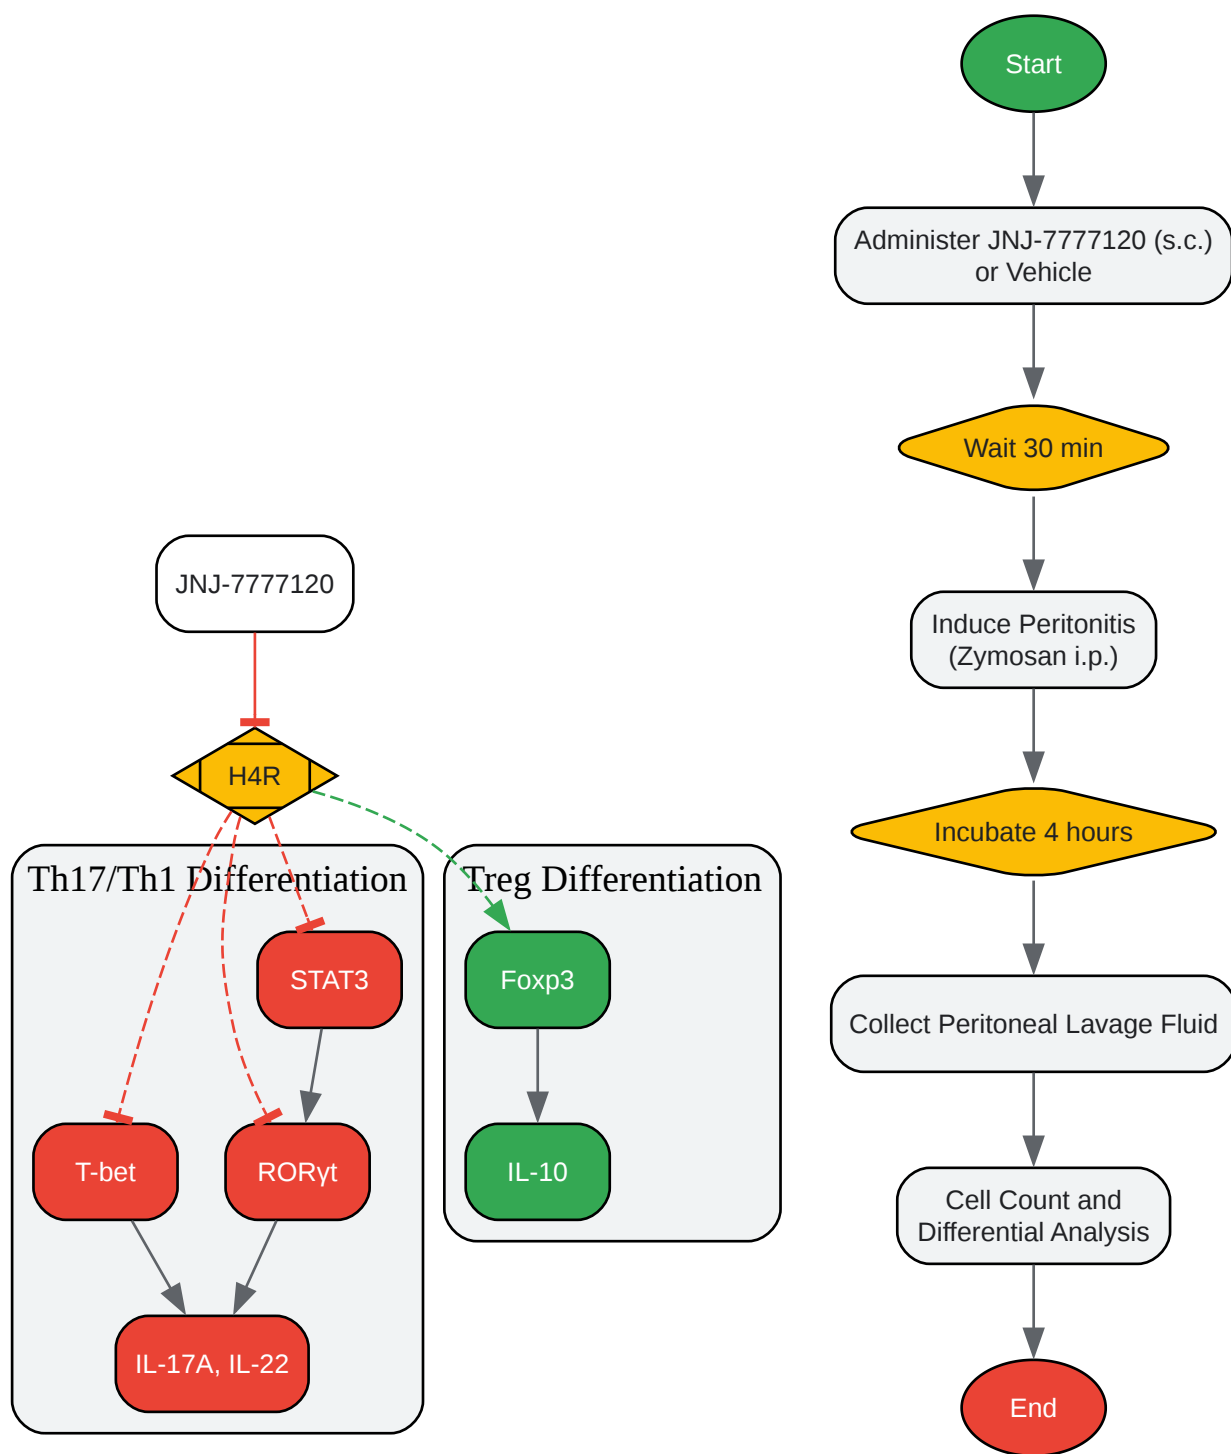 JNJ-7777120
H4R
Th17/Th1 Differentiation
STAT3
T-bet
RORγt
IL-17A, IL-22
Treg Differentiation
Foxp3
IL-10
Start
Administer JNJ-7777120 (s.c.)
or Vehicle
Wait 30 min
Induce Peritonitis
(Zymosan i.p.)
Incubate 4 hours
Collect Peritoneal Lavage Fluid
Cell Count and
Differential Analysis
End